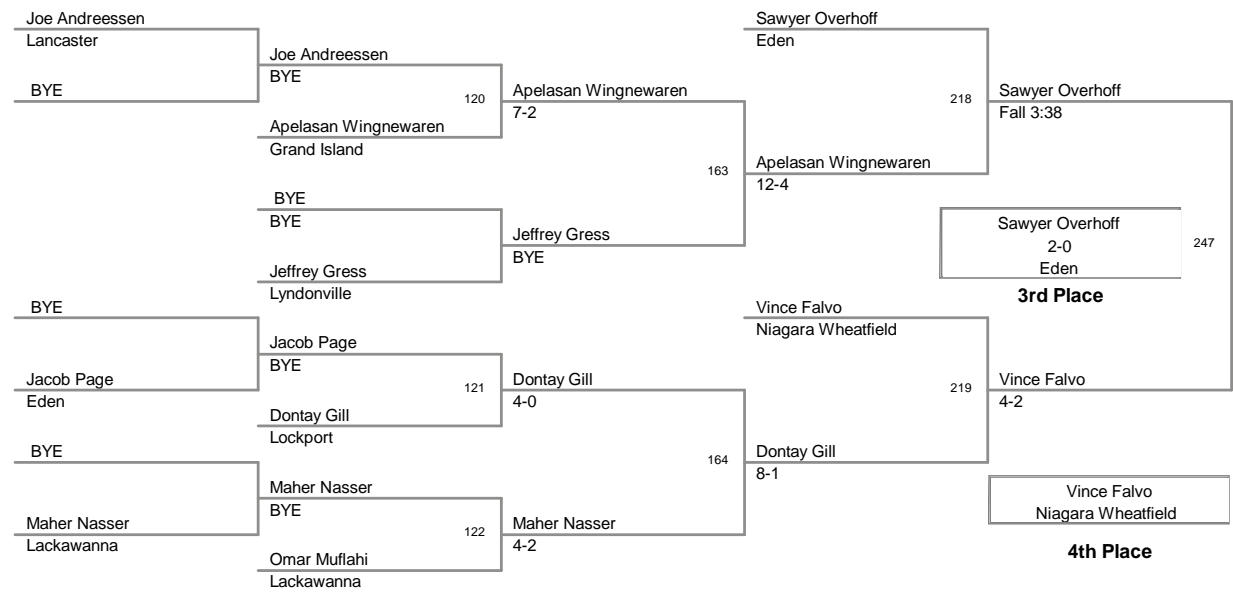 Joe Andreessen
Lancaster
BYE
Joe Andreessen
BYE
120
Apelasan Wingnewaren
Grand Island
Apelasan Wingnewaren
7-2
BYE
BYE
Jeffrey Gress
Lyndonville
Jeffrey Gress
BYE
163
Apelasan Wingnewaren
12-4
Sawyer Overhoff
Eden
218
Sawyer Overhoff
Fall 3:38
Sawyer Overhoff
2-0
Eden
247
3rd Place
BYE
Jacob Page
Eden
Jacob Page
BYE
121
Dontay Gill
Lockport
Dontay Gill
4-0
BYE
Maher Nasser
Lackawanna
Maher Nasser
BYE
122
Omar Muflahi
Lackawanna
Maher Nasser
4-2
164
Dontay Gill
8-1
Vince Falvo
Niagara Wheatfield
219
Vince Falvo
4-2
Vince Falvo
Niagara Wheatfield
4th Place